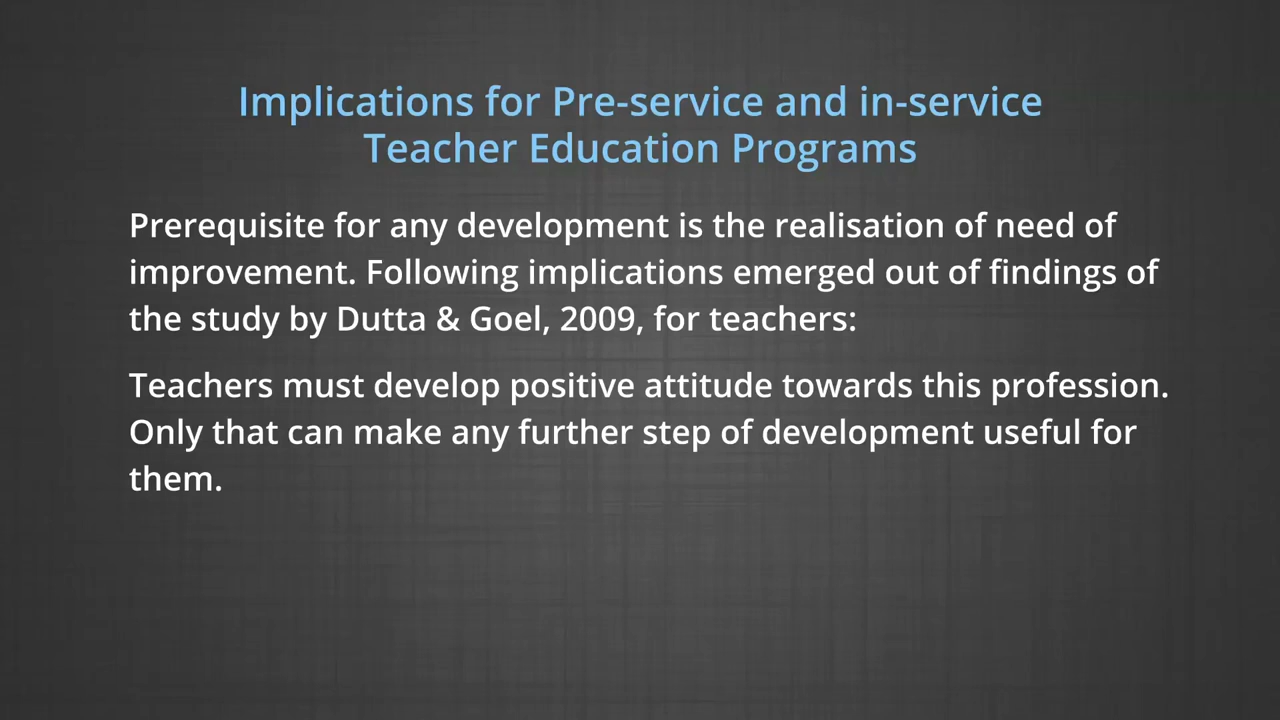 Implications for Pre-service and in-service
Teacher Education Programs
Prerequisite for any development is the realisation of need of
improvement. Following implications emerged out of findings of
the study by Dutta & Goel, 2009, for teachers:
Teachers must develop positive attitude towards this profession.
Only that can make any further step of development useful for
them.